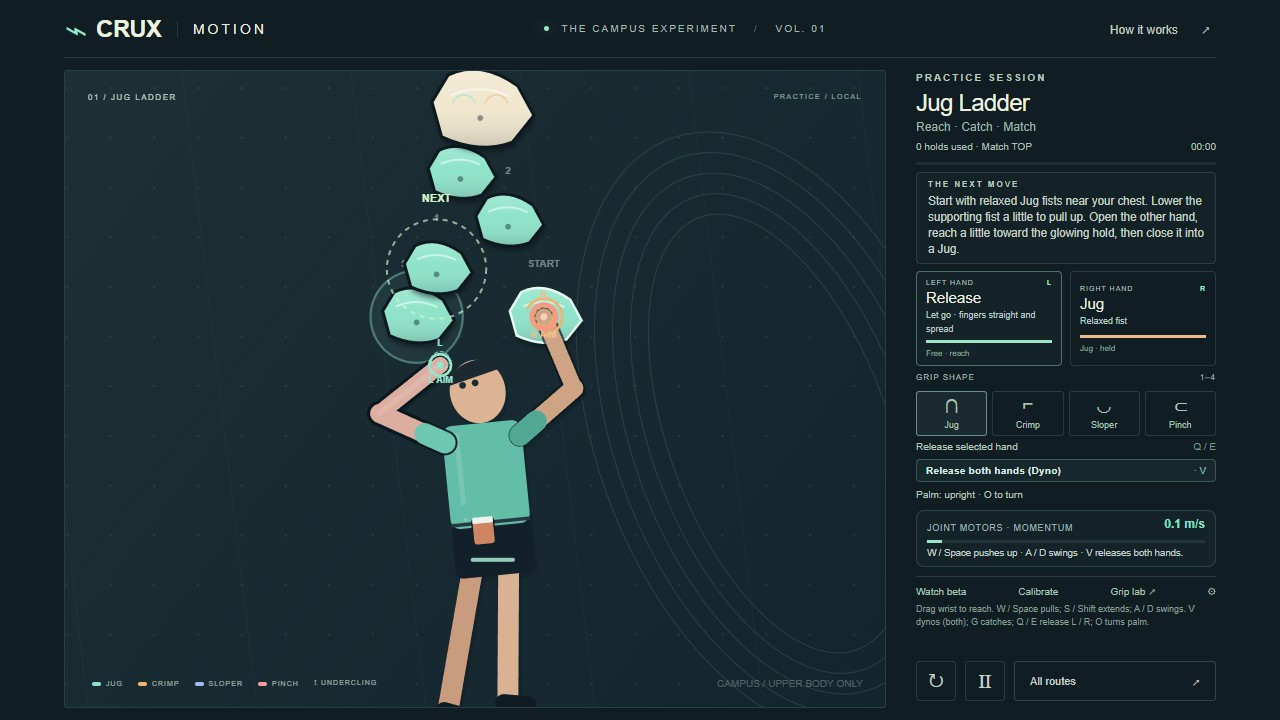 CRUX MOTION
THE CAMPUS EXPERIMENT / VOL. 01
How it works ↗
01 / JUG LADDER
PRACTICE / LOCAL
2
NEXT
START
L
AIM
JUG
CRIMP
SLOPER
PINCH
UNDERCLING
CAMPUS / UPPER BODY ONLY
PRACTICE SESSION
Jug Ladder
Reach · Catch · Match
0 holds used · Match TOP 00:00
THE NEXT MOVE
Start with relaxed Jug fists near your chest. Lower the
supporting fist a little to pull up. Open the other hand,
reach a little toward the glowing hold, then close it into
a Jug.
LEFT HAND L
Release
Let go · fingers straight and
spread
Free · reach
RIGHT HAND R
Jug
Relaxed fist
Jug · held
GRIP SHAPE 1–4
Jug
Crimp
Sloper
Pinch
Release selected hand Q / E
Release both hands (Dyno) · V
Palm: upright · O to turn
JOINT MOTORS · MOMENTUM 0.1 m/s
W / Space pushes up · A / D swings · V releases both hands.
Watch beta Calibrate Grip lab ↗
Drag wrist to reach. W / Space pulls; S / Shift extends; A / D swings. V
dynos (both); G catches; Q / E release L / R; O turns palm.
All routes ↗